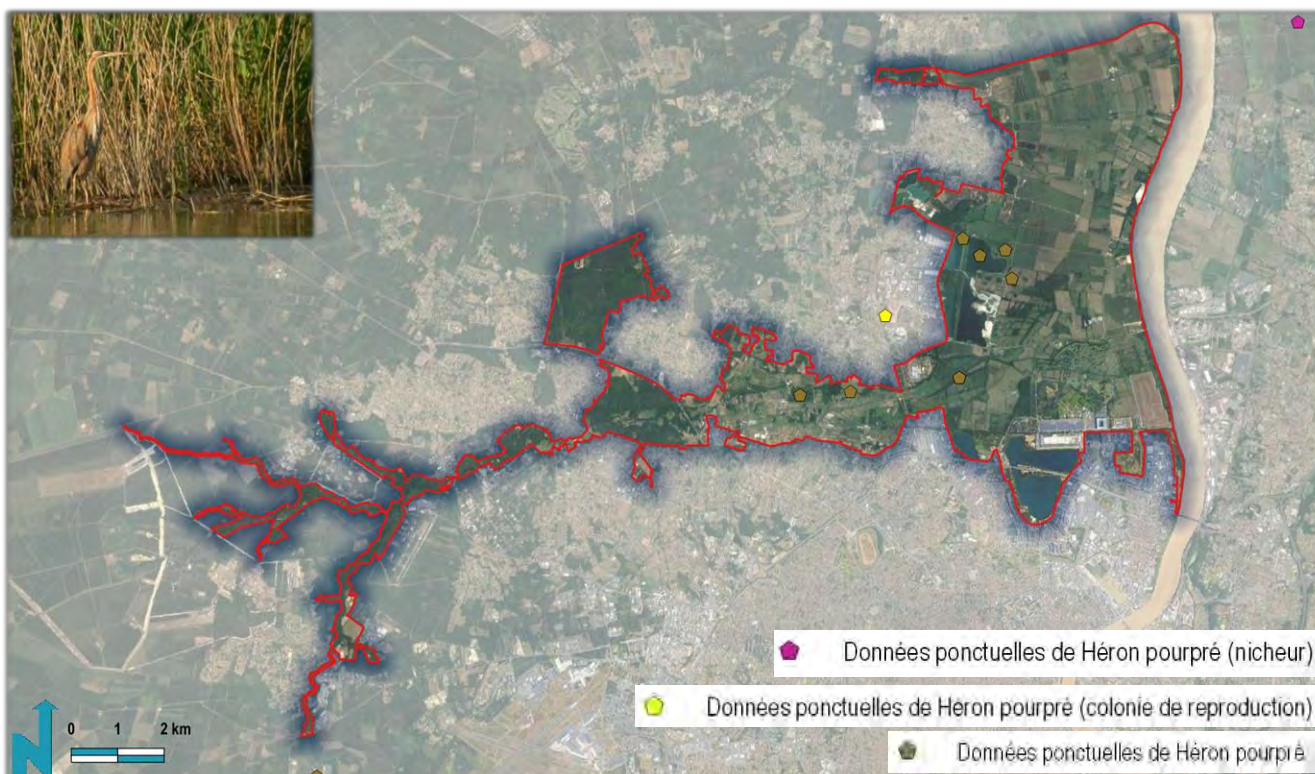 Données ponctuelles de Héron pourpré (nicheur)
Données ponctuelles de Héron pourpré (colonie de reproduction)
Données ponctuelles de Héron pourpré
0 1 2 km
N